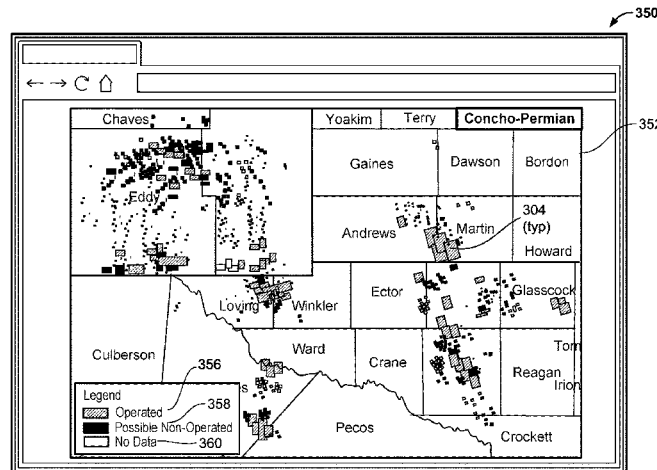 350
Chaves
Yoakim
Terry
Concho-Permian
352
Gaines
Dawson
Bordon
Eddy
304
(typ)
Andrews
Martin
Howard
Loving
Winkler
Ector
Glasscock
Culberson
Ward
Crane
Reagan
Tom
Irion
356
Legend
Operated
358
Possible Non-Operated
No Data
360
s
Pecos
Crockett